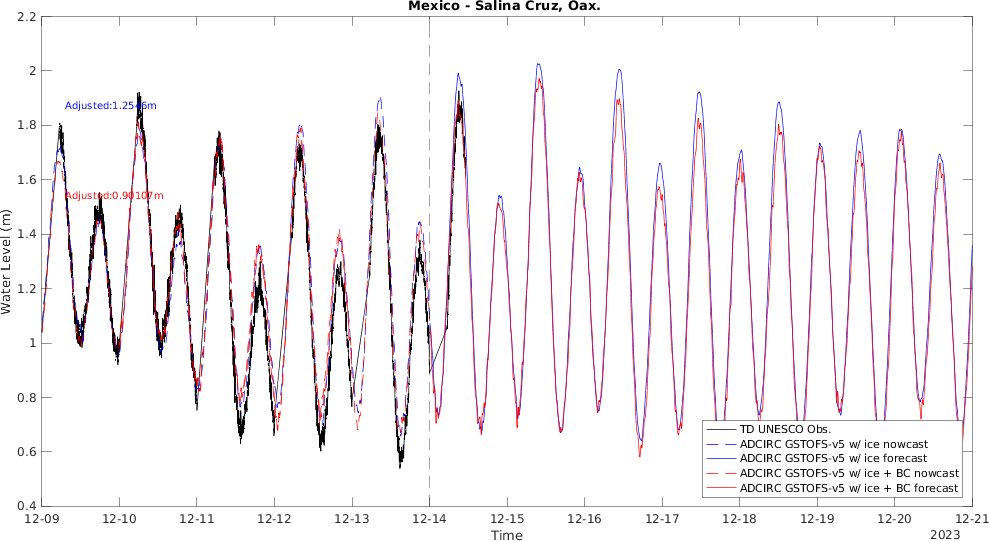 Mexico - Salina Cruz, Oax.
Water Level (m)
2.2
2
1.8
1.6
1.4
1.2
1
0.8
0.6
0.4
Adjusted:1.2546m
Adjusted:0.90107m
TD UNESCO Obs.
ADCIRC GSTOFS-v5 w/ ice nowcast
ADCIRC GSTOFS-v5 w/ ice forecast
ADCIRC GSTOFS-v5 w/ ice + BC nowcast
ADCIRC GSTOFS-v5 w/ ice + BC forecast
12-09 12-10 12-11 12-12 12-13 12-14 12-15 12-16 12-17 12-18 12-19 12-20 12-21
Time
2023